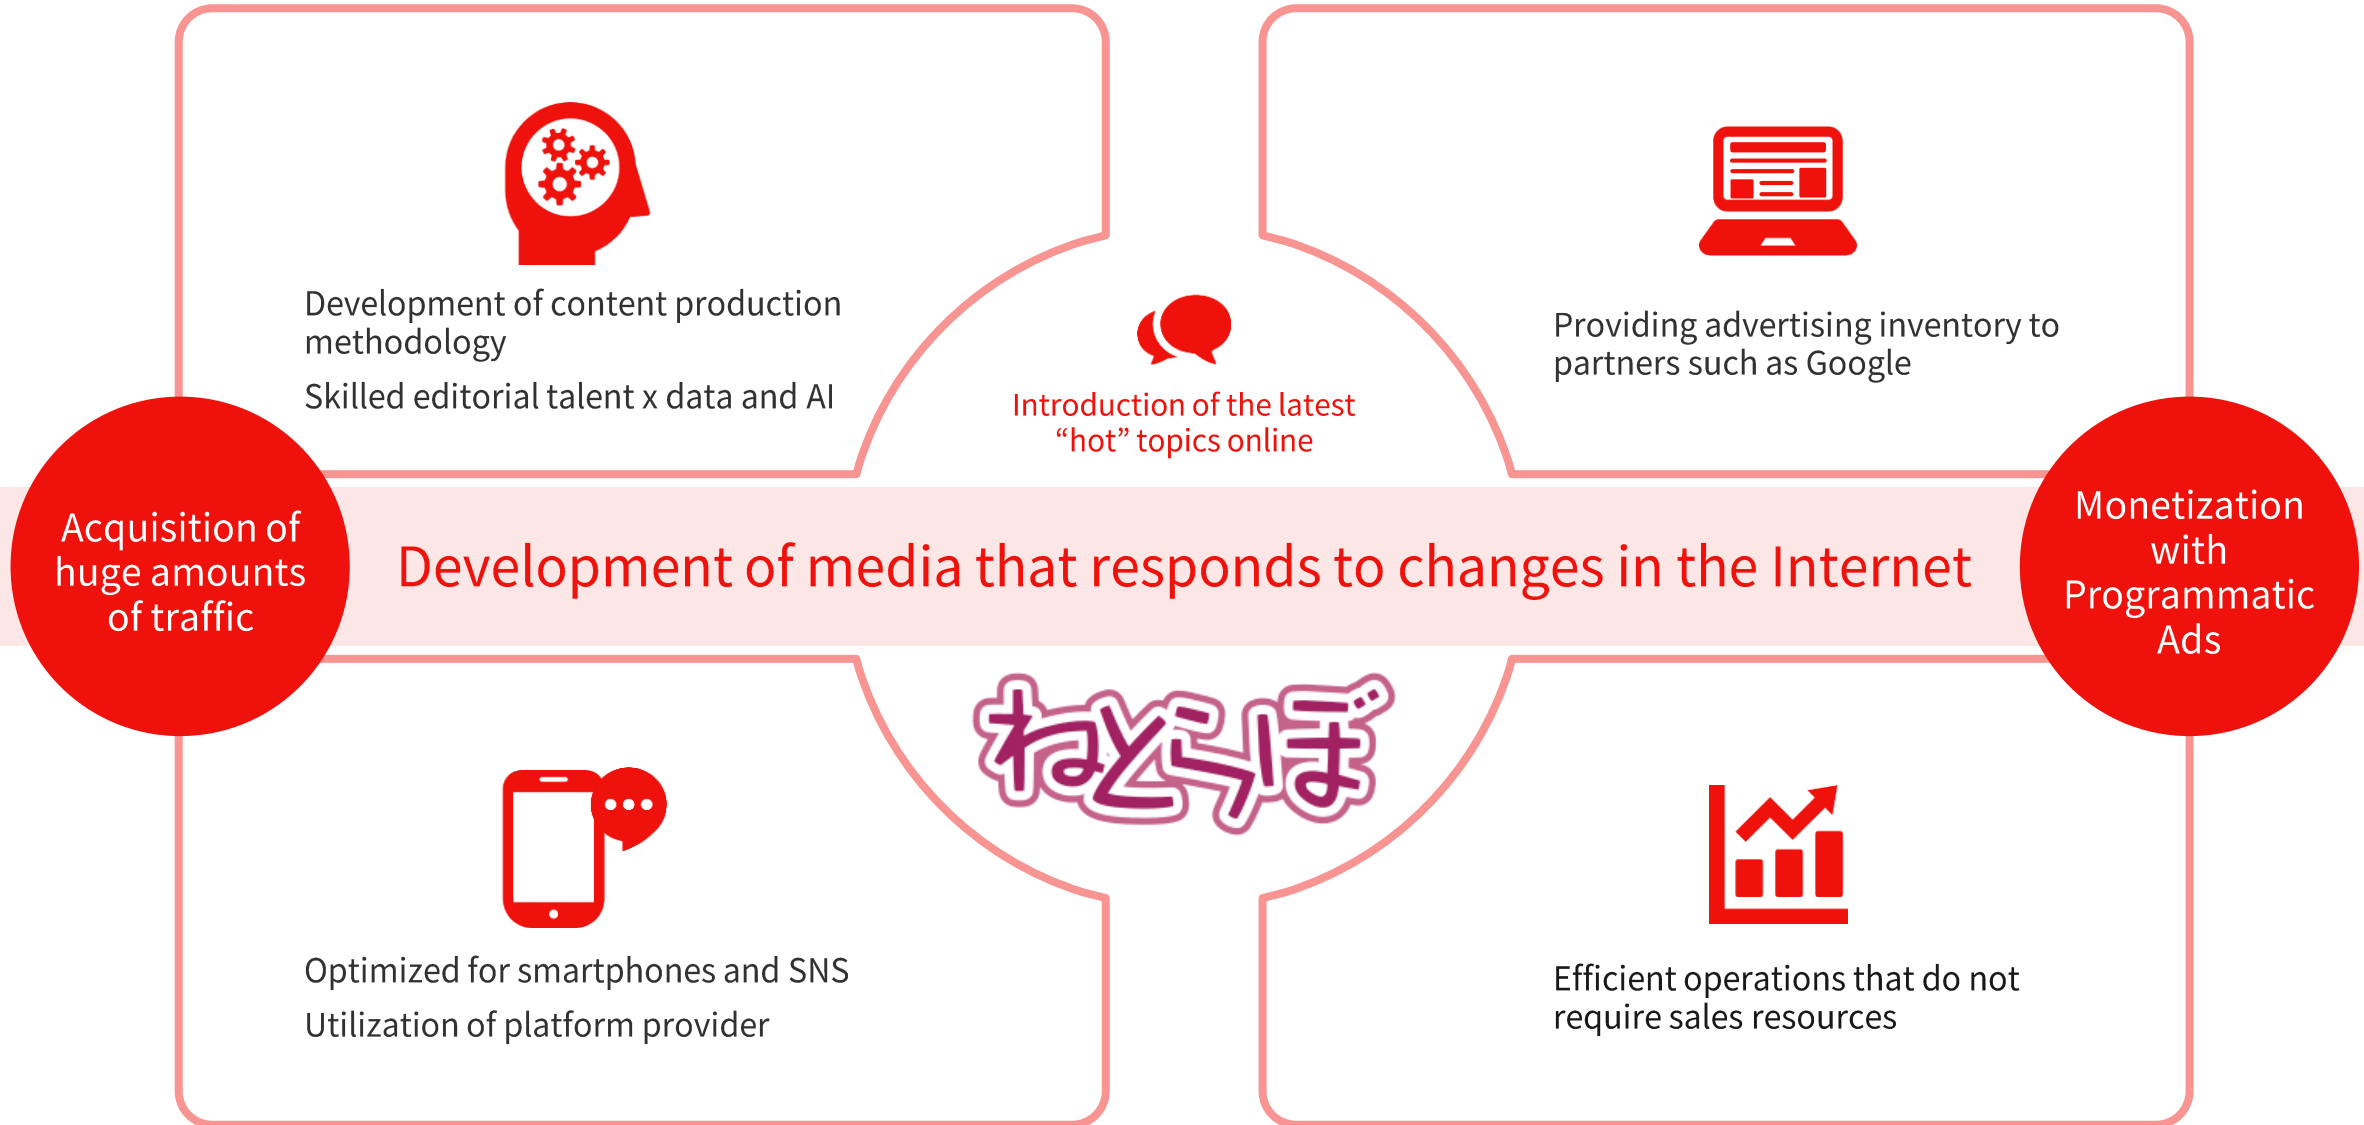 Development of content production
methodology
Skilled editorial talent x data and AI
Introduction of the latest
“hot” topics online
Providing advertising inventory to
partners such as Google
Acquisition of
huge amounts
of traffic
Development of media that responds to changes in the Internet
Monetization
with
Programmatic
Ads
ねとらぼ
Optimized for smartphones and SNS
Utilization of platform provider
Efficient operations that do not
require sales resources